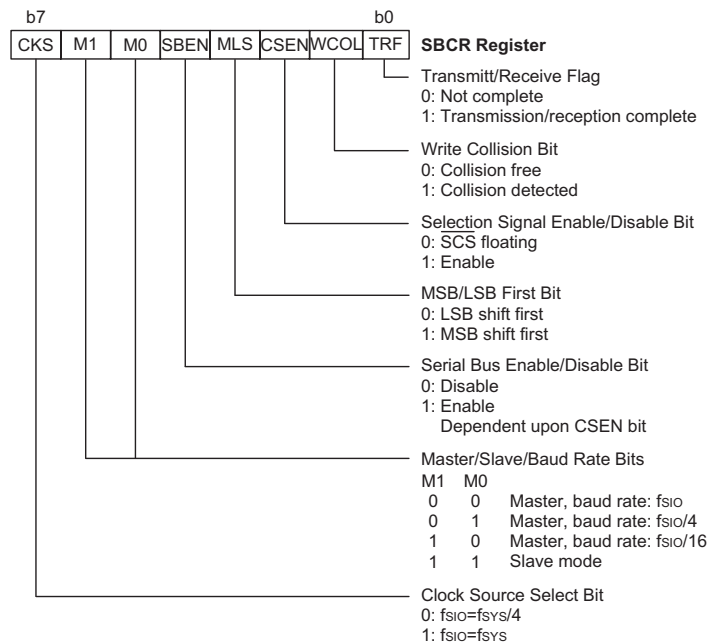 b7 b0
CKS M1 M0 SBEN MLS CSEN WCOL TRF SBCR Register
Transmitt/Receive Flag
0: Not complete
1: Transmission/reception complete
Write Collision Bit
0: Collision free
1: Collision detected
Selection Signal Enable/Disable Bit
0: S̅C̅S̅ floating
1: Enable
MSB/LSB First Bit
0: LSB shift first
1: MSB shift first
Serial Bus Enable/Disable Bit
0: Disable
1: Enable
Dependent upon CSEN bit
Master/Slave/Baud Rate Bits
M1 M0
0 0 Master, baud rate: fSIO
0 1 Master, baud rate: fSIO/4
1 0 Master, baud rate: fSIO/16
1 1 Slave mode
Clock Source Select Bit
0: fSIO=fSYS/4
1: fSIO=fSYS